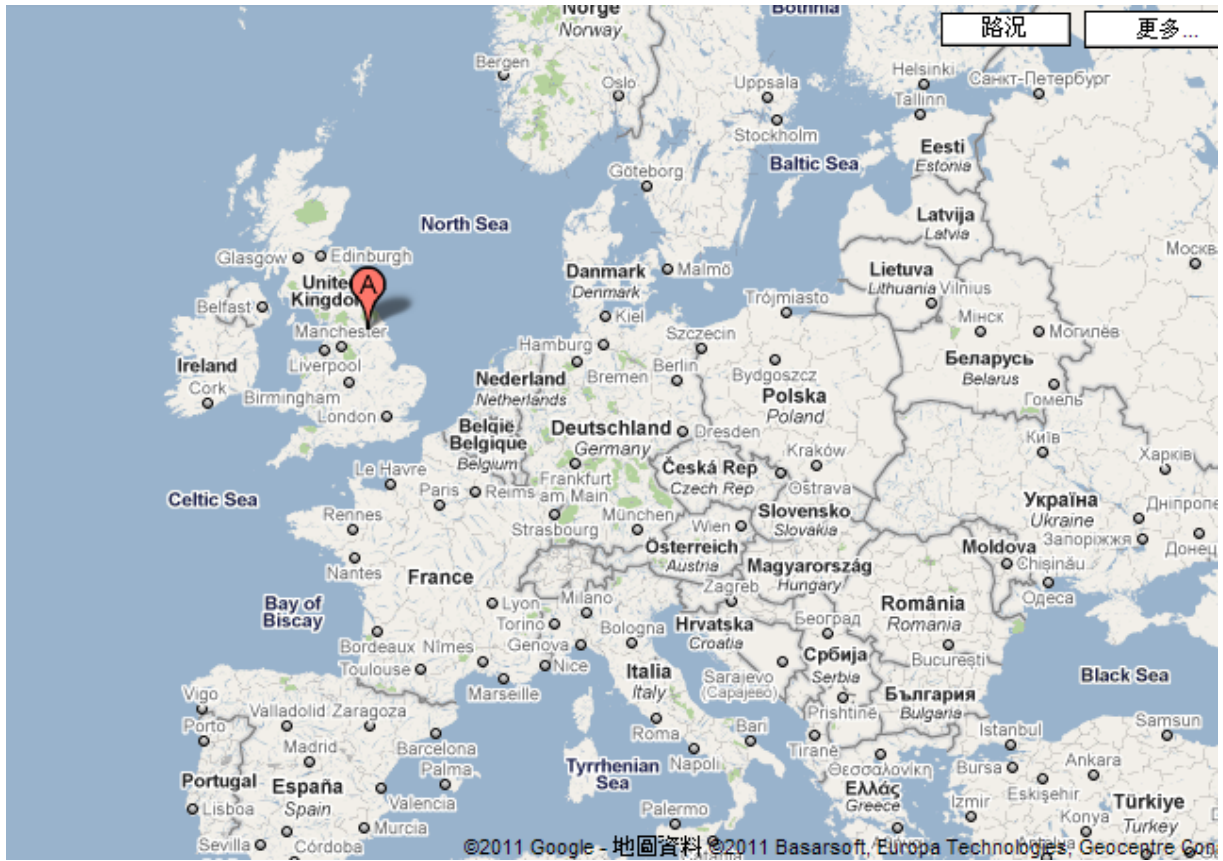 Norge
Norway
Bothnia
路況
更多...
Bergen
Oslo
Uppsala
Helsinki
Санкт-Петербург
Tallinn
Stockholm
Eesti
Estonia
Baltic Sea
Göteborg
North Sea
Latvija
Latvia
Glasgow
Edinburgh
Москва
Danmark
Denmark
Malmö
Lietuva
Lithuania
Vilnius
United
Kingdom
A
Belfast
Trójmiasto
Kiel
Мінск
Могилёв
Manchester
Szczecin
Ireland
Liverpool
Hamburg
Bremen
Berlin
Bydgoszcz
Беларусь
Belarus
Cork
Birmingham
Nederland
Netherlands
Polska
Poland
Гомель
London
België
Belgique
Belgium
Deutschland
Germany
Dresden
Київ
Kraków
Харків
Le Havre
Česká Rep
Czech Rep
Celtic Sea
Paris
Reims
Frankfurt
am Main
Ostrava
Україна
Ukraine
Rennes
Strasbourg
München
Wien
Slovensko
Slovakia
Запоріжжя
Nantes
Österreich
Austria
Moldova
Chișinău
France
Magyarország
Hungary
Одеса
Bay of
Biscay
Lyon
Milano
Zagreb
România
Romania
Torino
Bologna
Hrvatska
Croatia
Београд
Bordeaux
Nîmes
Genova
Србија
Serbia
București
Toulouse
Nice
Italia
Italy
Sarajevo
(Сарајево)
Black Sea
Marseille
България
Bulgaria
Vigo
Valladolid
Zaragoza
Prishtinë
Porto
Roma
Bari
Istanbul
Samsun
Madrid
Barcelona
Tiranë
Palma
Tyrrhenian
Sea
Napoli
Θεσσαλονίκη
Bursa
Ankara
Portugal
España
Spain
Ελλάς
Greece
Eskişehir
Türkiye
Turkey
Lisboa
Valencia
Palermo
Izmir
Konya
Murcia
Sevilla
Córdoba
©2011 Google - 地圖資料 ©2011 Basarsoft, Europa Technologies, Geocentre Con